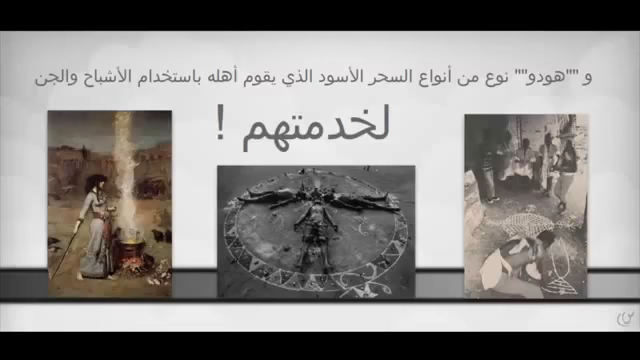 و ""هودو"" نوع من أنواع السحر الأسود الذي يقوم أهله باستخدام الأشباح والجن
لخدمتهم !